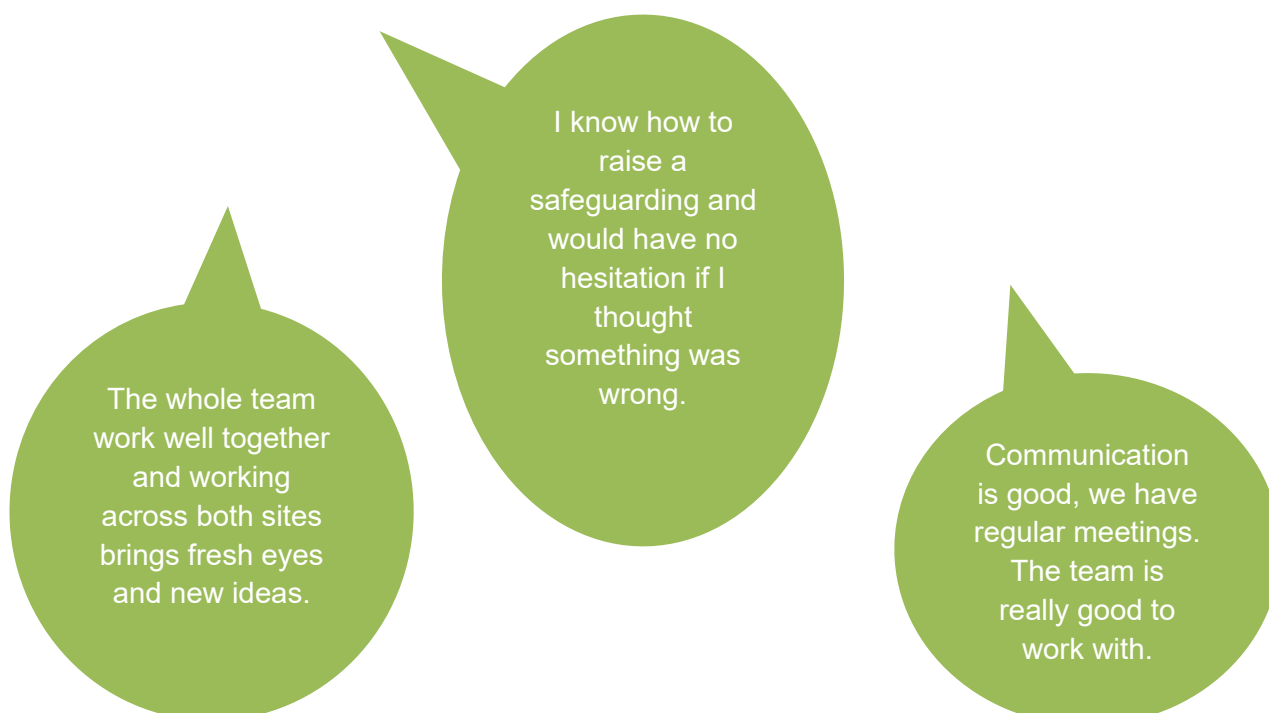 The whole team
work well together
and working
across both sites
brings fresh eyes
and new ideas.
I know how to
raise a
safeguarding and
would have no
hesitation if I
thought
something was
wrong.
Communication
is good, we have
regular meetings.
The team is
really good to
work with.